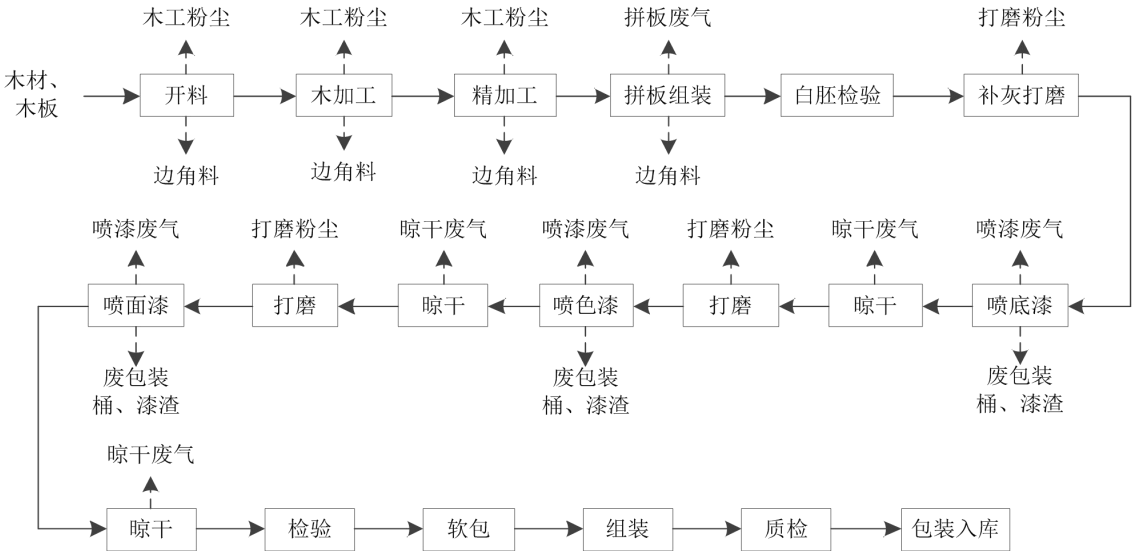 木工粉尘
木工粉尘
木工粉尘
拼板废气
打磨粉尘
木材、
木板
开料
木加工
精加工
拼板组装
白胚检验
补灰打磨
边角料
边角料
边角料
边角料
喷漆废气
打磨粉尘
晾干废气
喷漆废气
打磨粉尘
晾干废气
喷漆废气
喷面漆
打磨
晾干
喷色漆
打磨
晾干
喷底漆
废包装
桶、漆渣
废包装
桶、漆渣
废包装
桶、漆渣
晾干废气
晾干
检验
软包
组装
质检
包装入库